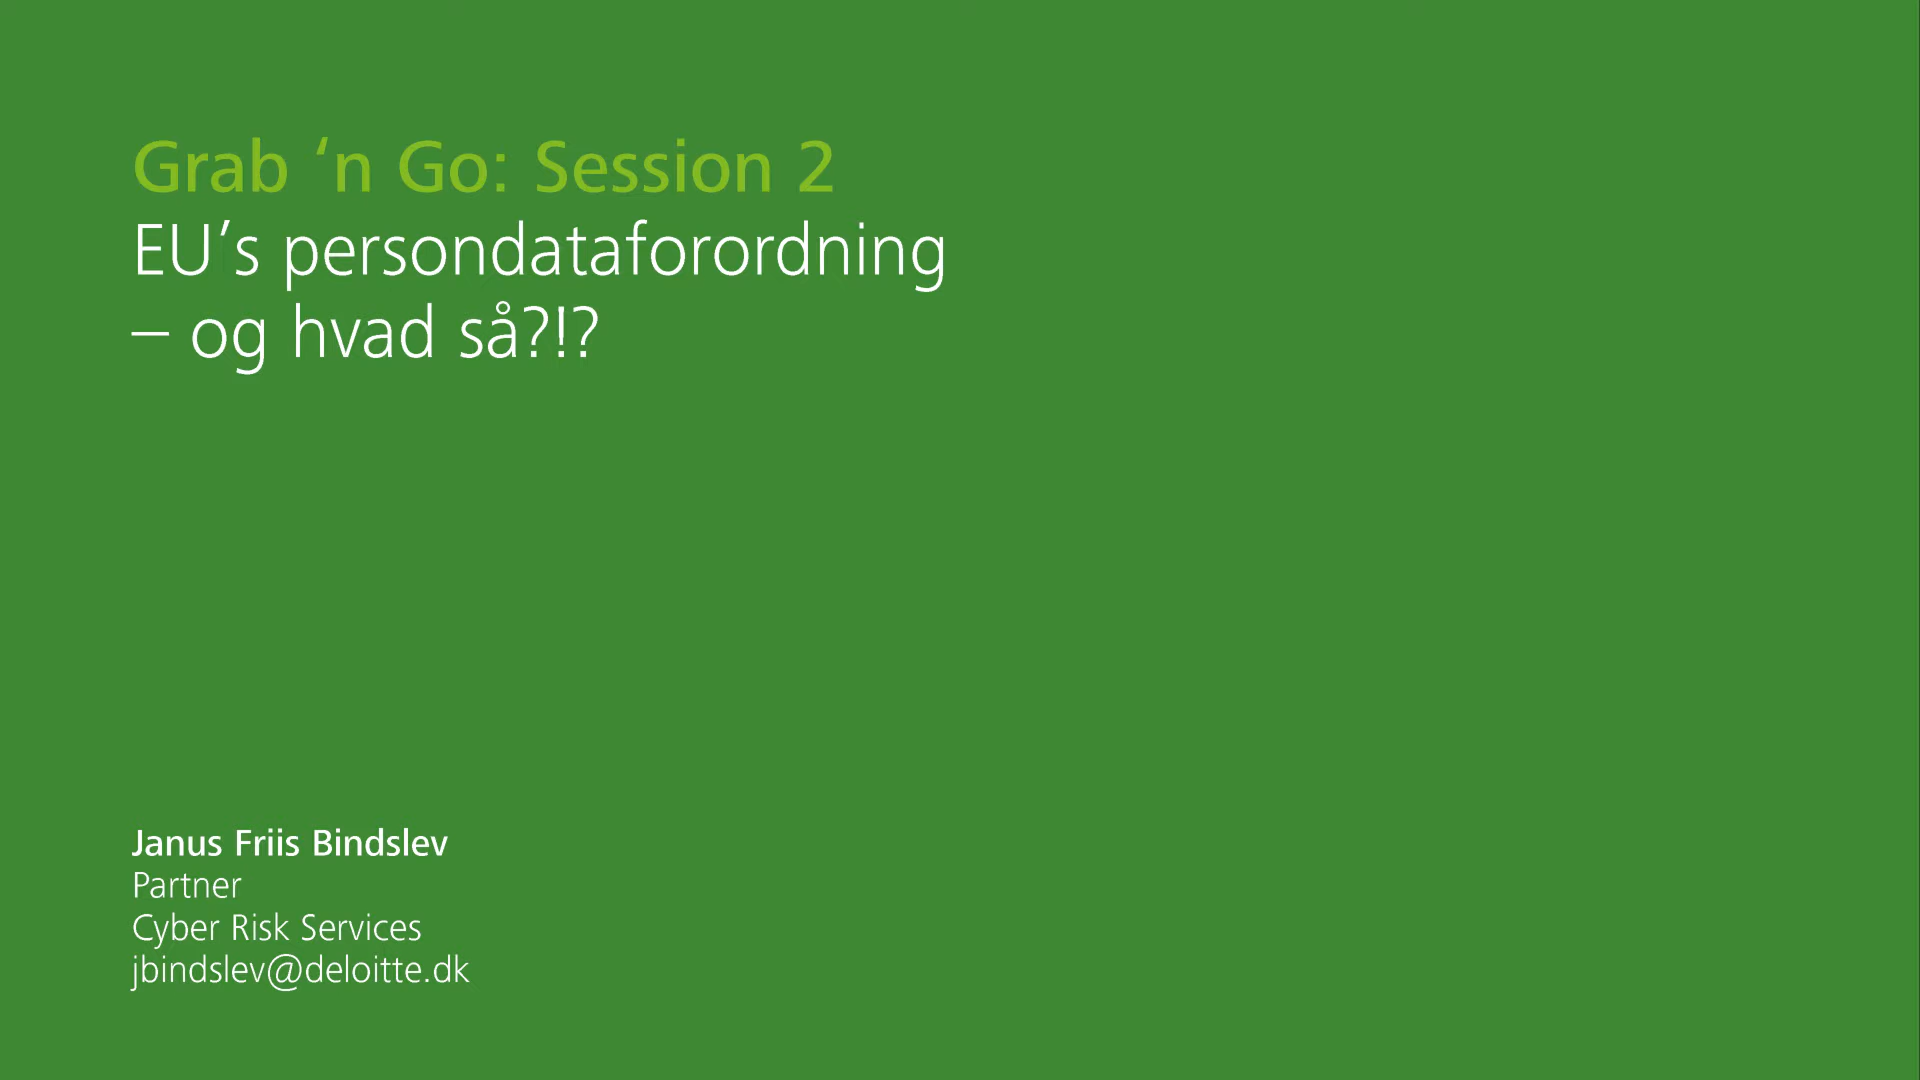 Grab ‘n Go: Session 2
EU’s persondataforordning
– og hvad så?!?
Janus Friis Bindslev
Partner
Cyber Risk Services
jbindslev@deloitte.dk